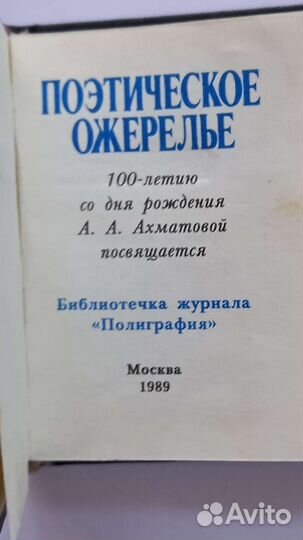 ПОЭТИЧЕСКОЕ
ОЖЕРЕЛЬЕ
100-летию
со дня рождения
А. А. Ахматовой
посвящается
Библиотечка журнала
«Полиграфия»
Москва
1989
Avito